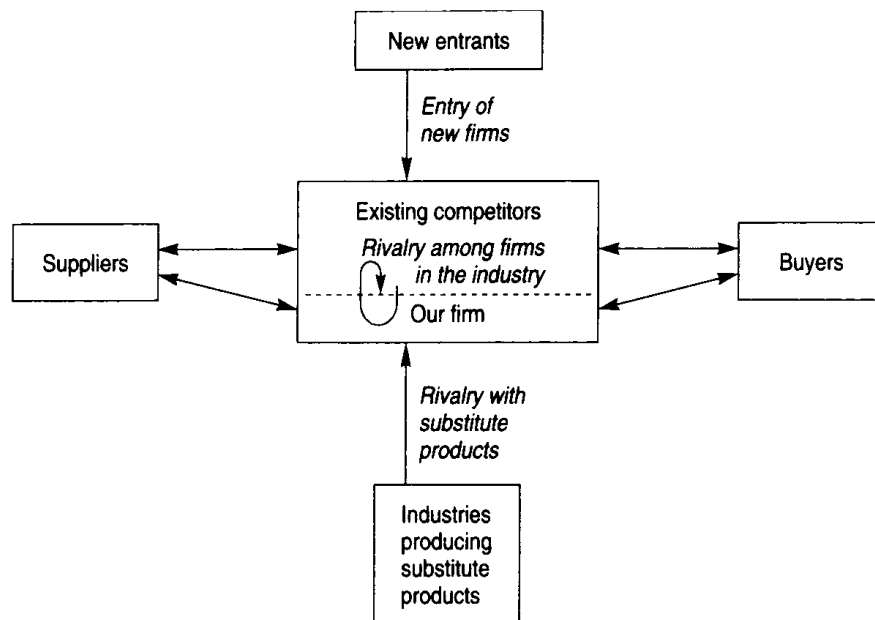 New entrants
Entry of
new firms
Existing competitors
Rivalry among firms
in the industry
Our firm
Suppliers
Buyers
Rivalry with
substitute
products
Industries
producing
substitute
products